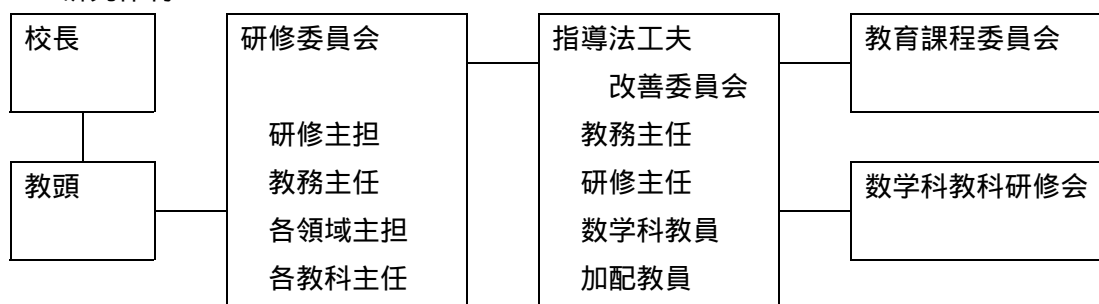 校長
教頭
研修委員会
研修主担
教務主任
各領域主担
各教科主任
指導法工夫
改善委員会
教務主任
研修主任
数学科教員
加配教員
教育課程委員会
数学科教科研修会